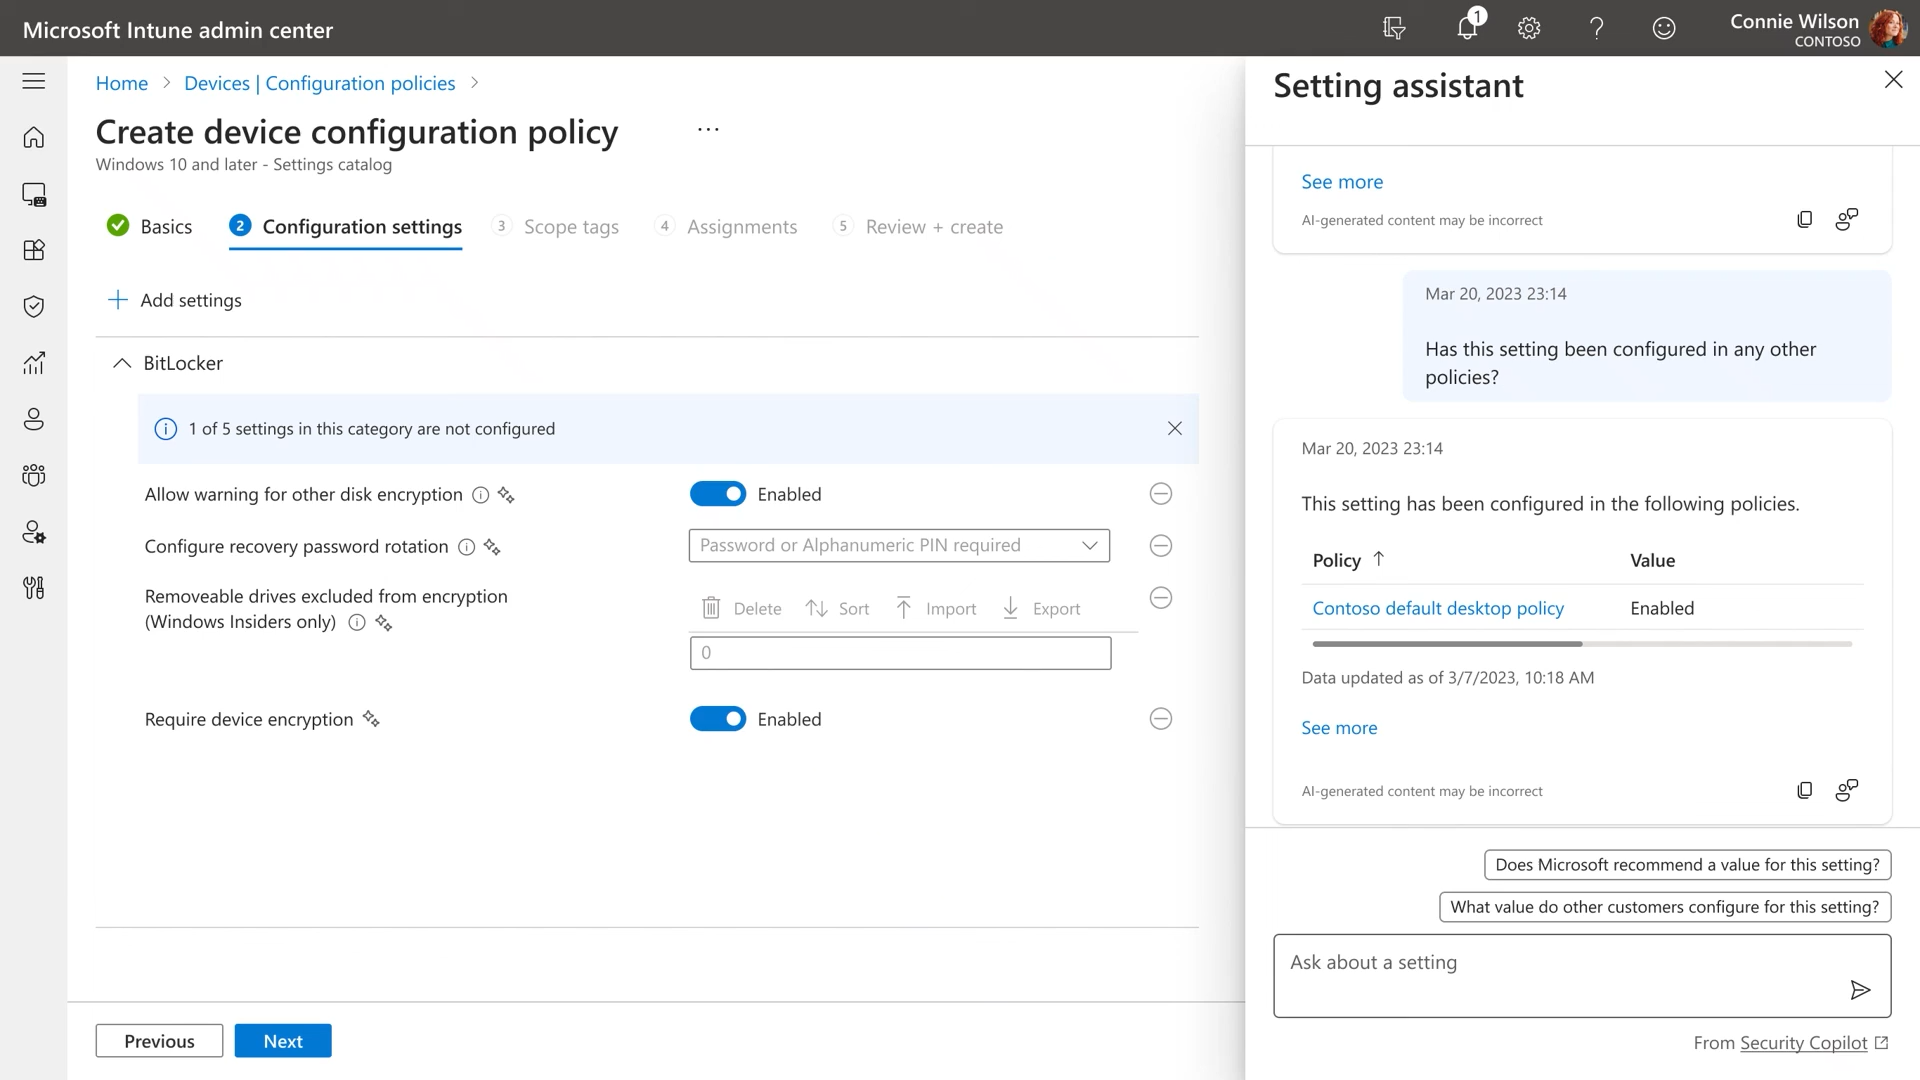 Microsoft Intune admin center
1
Connie Wilson
CONTOSO
Home > Devices | Configuration policies >
Create device configuration policy ...
Windows 10 and later - Settings catalog
Basics
2 Configuration settings
3 Scope tags
4 Assignments
5 Review + create
Add settings
BitLocker
1 of 5 settings in this category are not configured
Allow warning for other disk encryption
Enabled
Configure recovery password rotation
Password or Alphanumeric PIN required
Removeable drives excluded from encryption
(Windows Insiders only)
Delete Sort Import Export
0
Require device encryption
Enabled
Previous
Next
Setting assistant
See more
AI-generated content may be incorrect
Mar 20, 2023 23:14
Has this setting been configured in any other
policies?
Mar 20, 2023 23:14
This setting has been configured in the following policies.
Policy ↑ Value
Contoso default desktop policy Enabled
Data updated as of 3/7/2023, 10:18 AM
See more
AI-generated content may be incorrect
Does Microsoft recommend a value for this setting?
What value do other customers configure for this setting?
Ask about a setting
From Security Copilot